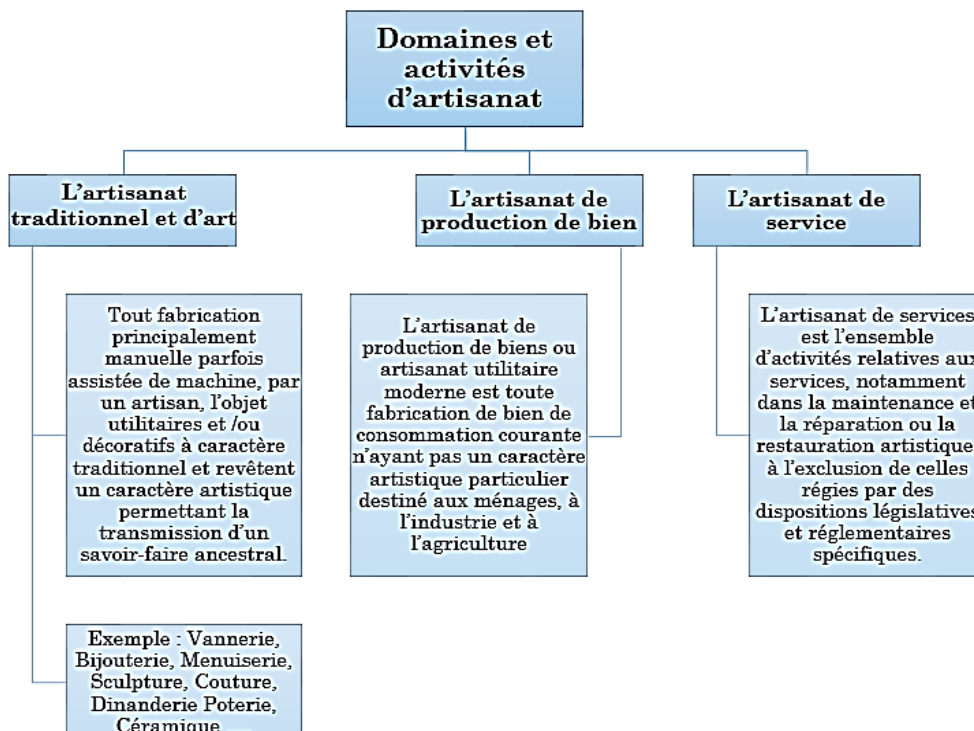 Domaines et
activités
d'artisanat
L'artisanat
traditionnel et d'art
L'artisanat de
production de bien
L'artisanat de
service
Tout fabrication
principalement
manuelle parfois
assistée de machine, par
un artisan, l'objet
utilitaires et /ou
décoratifs à caractère
traditionnel et revêtent
un caractère artistique
permettant la
transmission d'un
savoir-faire ancestral.
L'artisanat de
production de biens ou
artisanat utilitaire
moderne est toute
fabrication de bien de
consommation courante
n'ayant pas un caractère
artistique particulier
destiné aux ménages, à
l'industrie et à
l'agriculture
L'artisanat de services
est l'ensemble
d'activités relatives aux
services, notamment
dans la maintenance et
la réparation ou la
restauration artistique,
à l'exclusion de celles
régies par des
dispositions législatives
et réglementaires
spécifiques.
Exemple : Vannerie,
Bijouterie, Menuiserie,
Sculpture, Couture,
Dinanderie Poterie,
Céramique